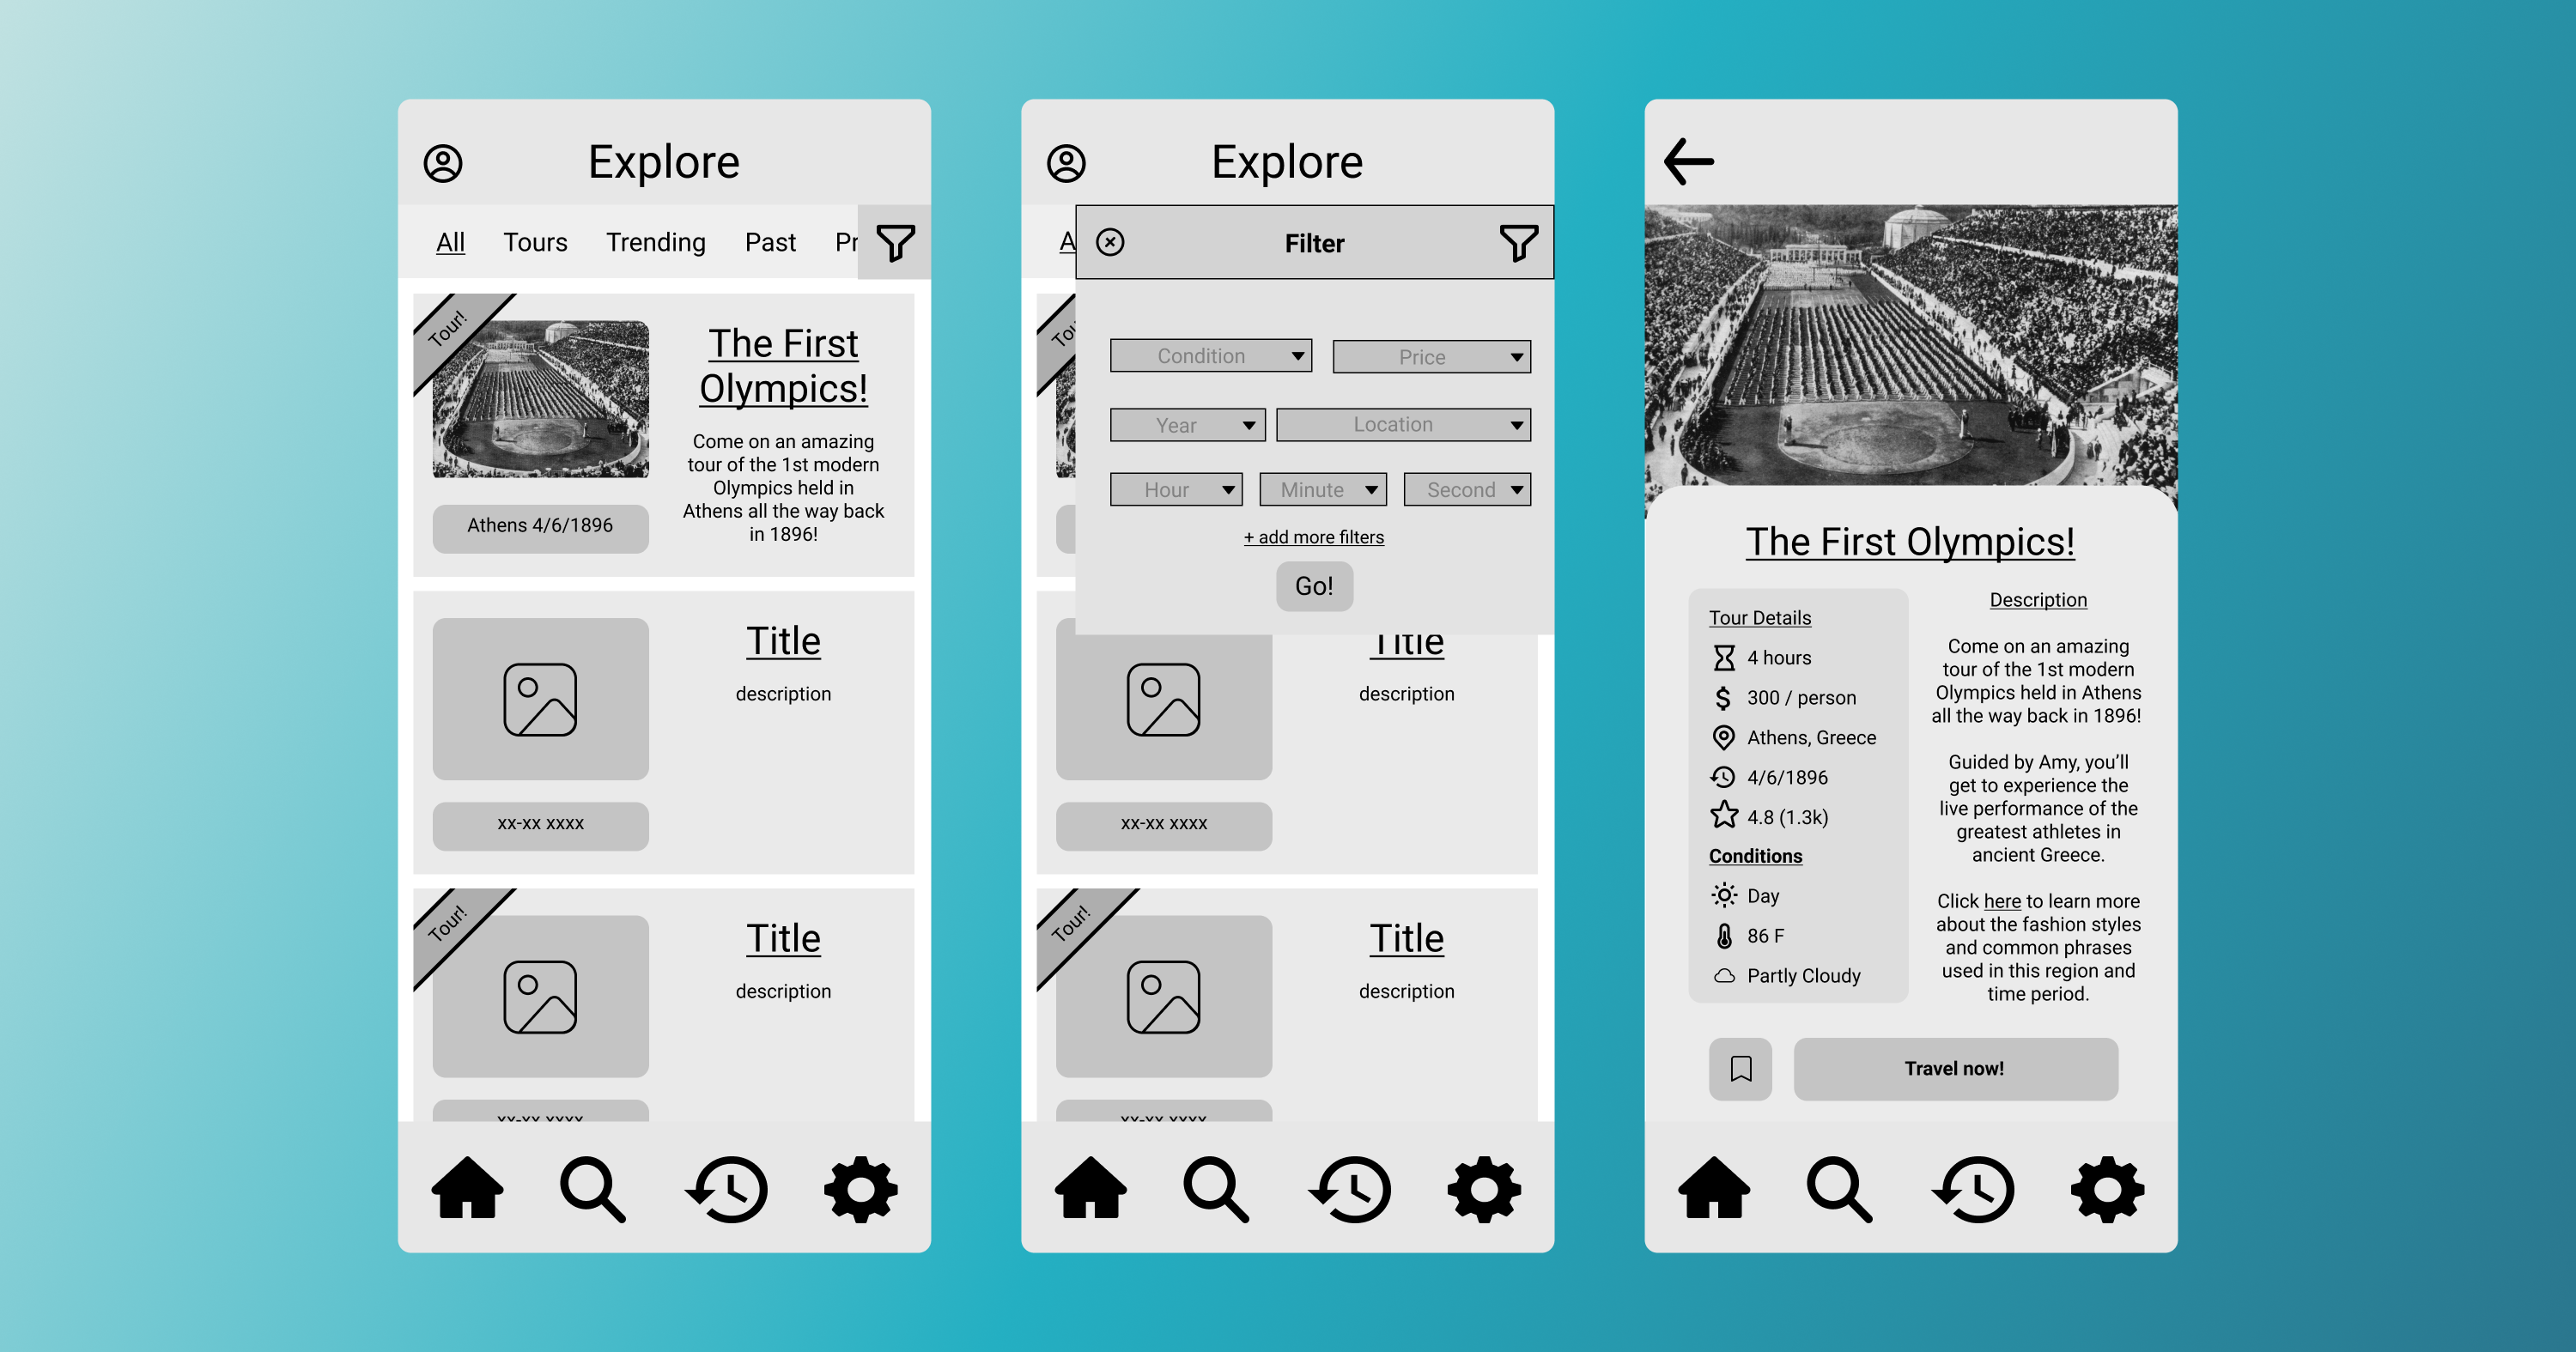 Explore
All Tours Trending Past Pr
Tour!
The First
Olympics!
Come on an amazing
tour of the 1st modern
Olympics held in
Athens all the way back
in 1896!
Athens 4/6/1896
Title
description
xx-xx xxxx
Tour!
Title
description
xx-xx xxxx
Explore
A
Filter
Tou
Condition Price
Year Location
Hour Minute Second
+ add more filters
Go!
Title
description
xx-xx xxxx
Tour!
Title
description
xx-xx xxxx
The First Olympics!
Tour Details
4 hours
$ 300 / person
Athens, Greece
4/6/1896
4.8 (1.3k)
Conditions
Day
86 F
Partly Cloudy
Description
Come on an amazing
tour of the 1st modern
Olympics held in Athens
all the way back in 1896!
Guided by Amy, you’ll
get to experience the
live performance of the
greatest athletes in
ancient Greece.
Click here to learn more
about the fashion styles
and common phrases
used in this region and
time period.
Travel now!